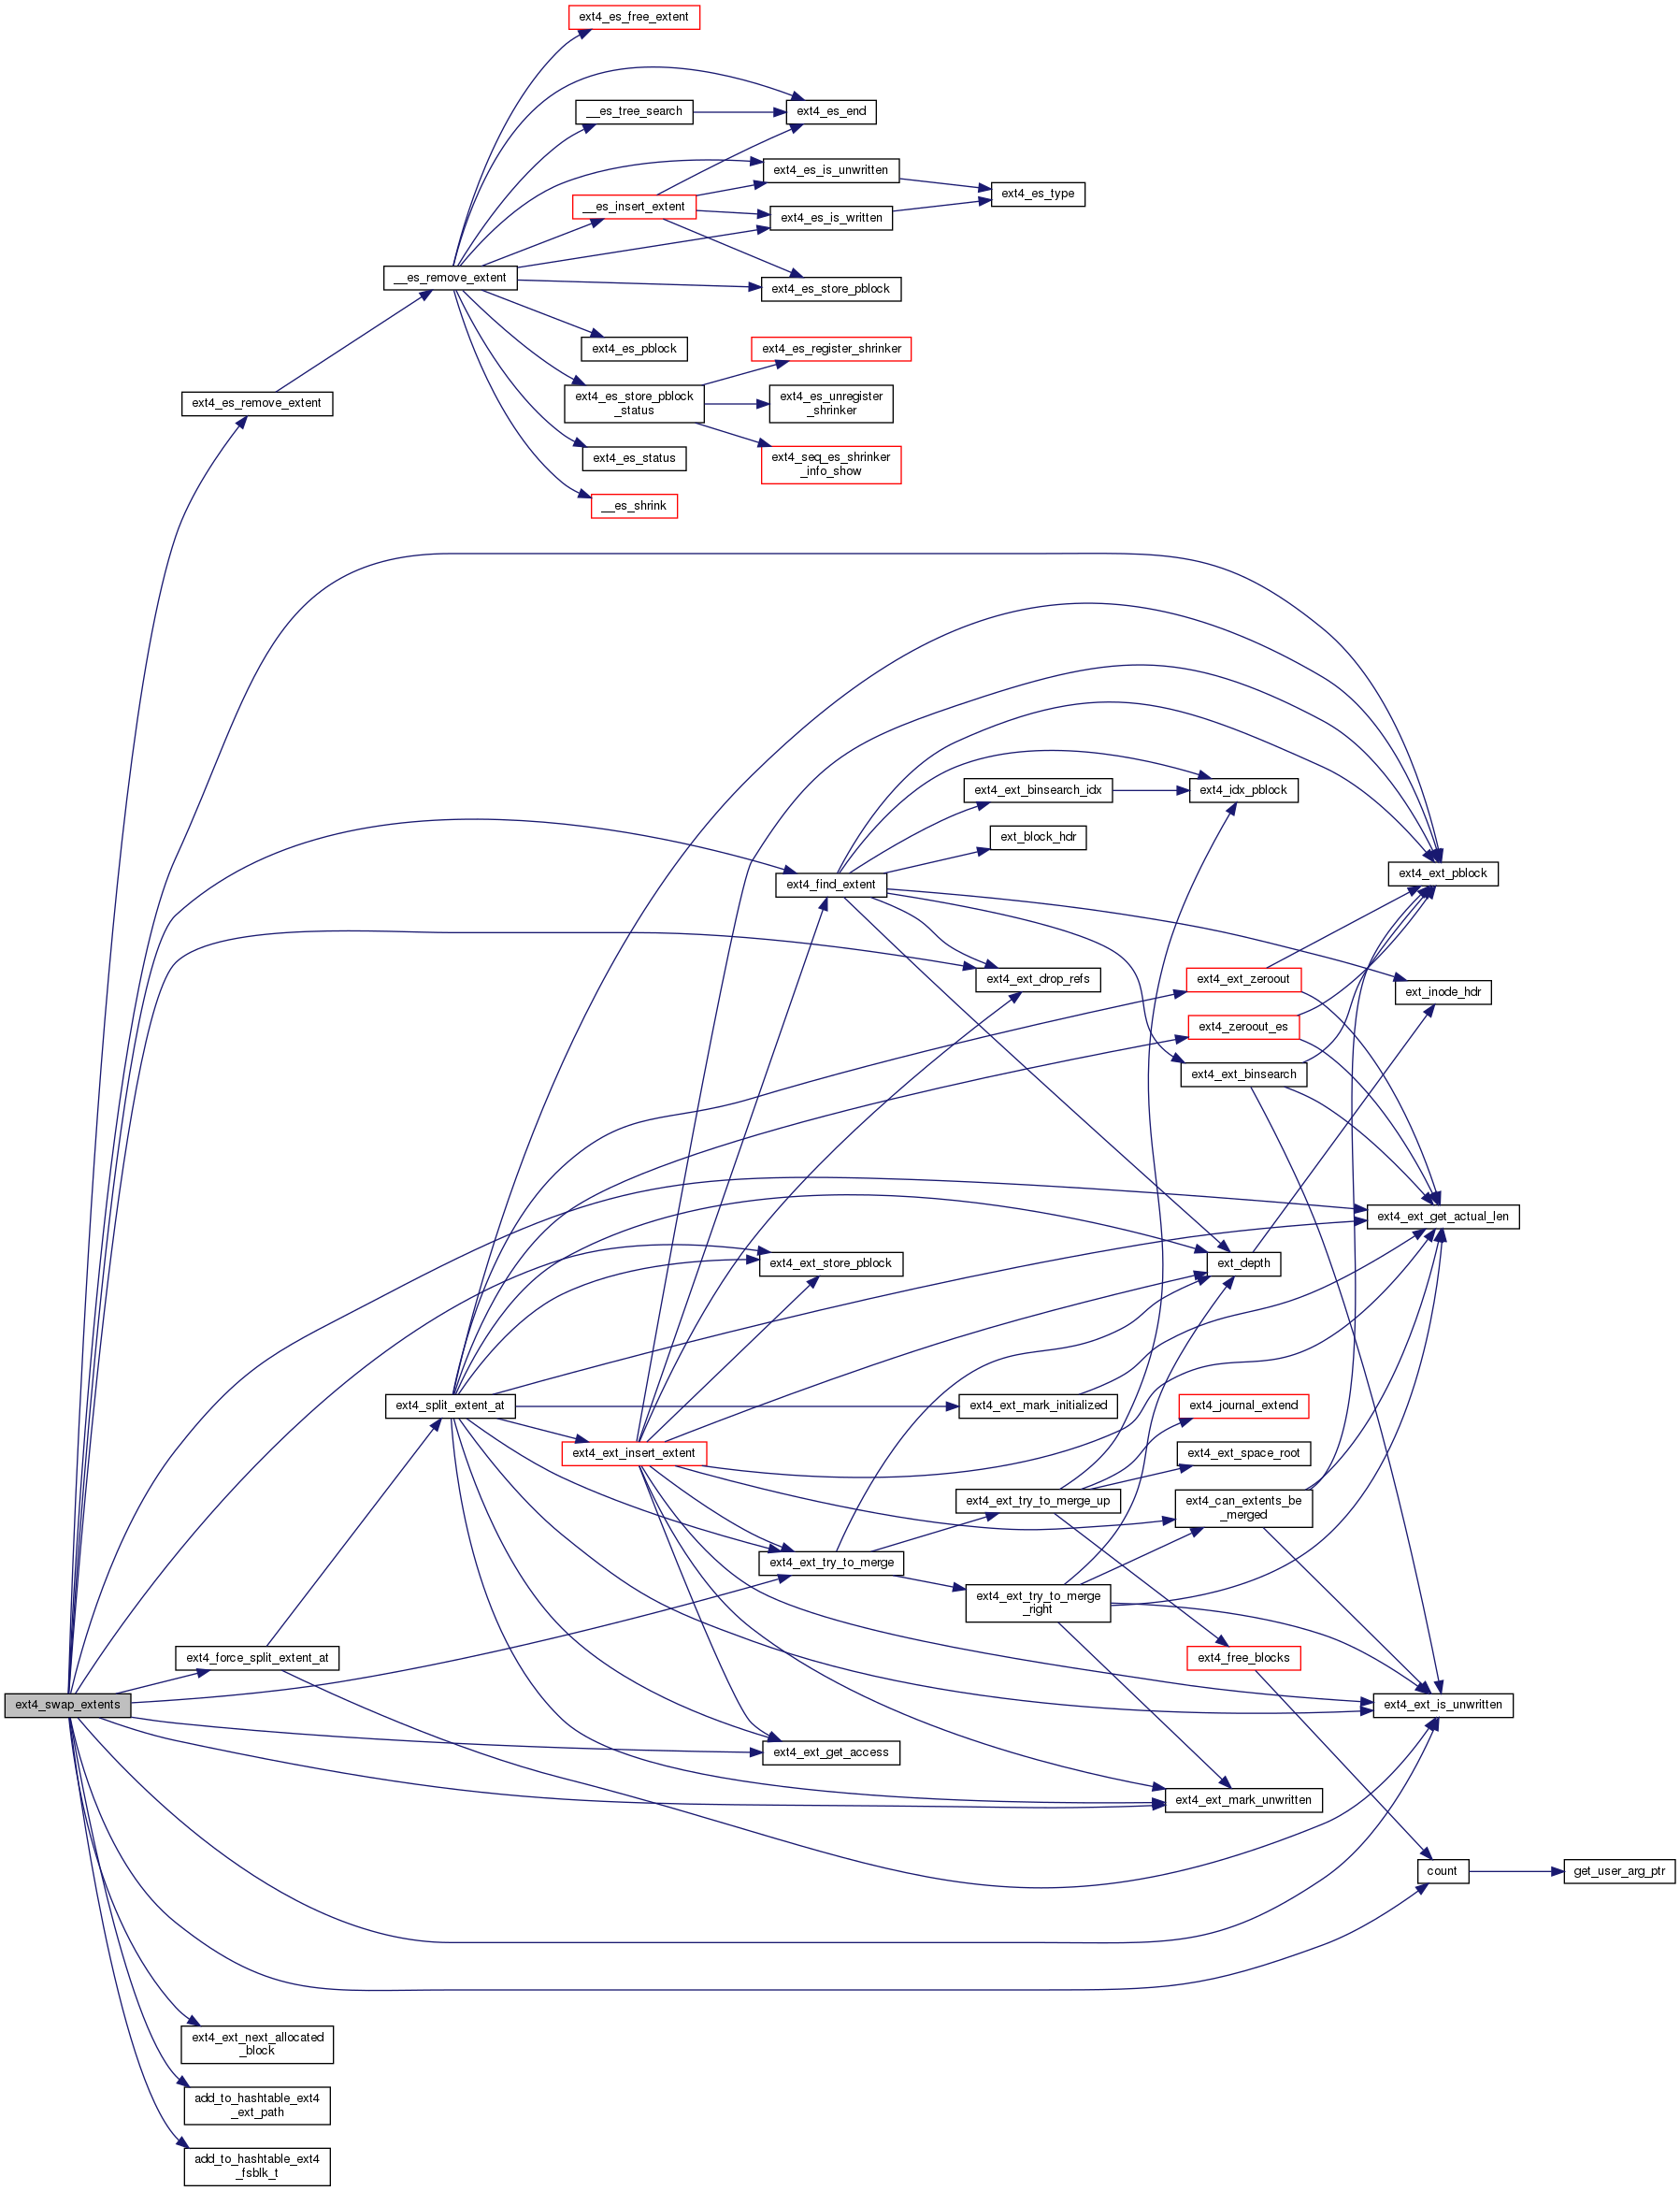 ext4_es_free_extent
__es_tree_search
ext4_es_end
ext4_es_is_unwritten
ext4_es_type
__es_insert_extent
ext4_es_is_written
__es_remove_extent
ext4_es_store_pblock
ext4_es_pblock
ext4_es_register_shrinker
ext4_es_remove_extent
ext4_es_store_pblock
_status
ext4_es_unregister
_shrinker
ext4_es_status
ext4_seq_es_shrinker
_info_show
__es_shrink
ext4_ext_binsearch_idx
ext4_idx_pblock
ext_block_hdr
ext4_find_extent
ext4_ext_pblock
ext4_ext_drop_refs
ext4_ext_zeroout
ext_inode_hdr
ext4_zeroout_es
ext4_ext_binsearch
ext4_ext_get_actual_len
ext4_ext_store_pblock
ext_depth
ext4_split_extent_at
ext4_ext_mark_initialized
ext4_journal_extend
ext4_ext_insert_extent
ext4_ext_space_root
ext4_ext_try_to_merge_up
ext4_can_extents_be
_merged
ext4_ext_try_to_merge
ext4_ext_try_to_merge
_right
ext4_force_split_extent_at
ext4_free_blocks
ext4_swap_extents
ext4_ext_is_unwritten
ext4_ext_get_access
ext4_ext_mark_unwritten
count
get_user_arg_ptr
ext4_ext_next_allocated
_block
add_to_hashtable_ext4
_ext_path
add_to_hashtable_ext4
_fsblk_t